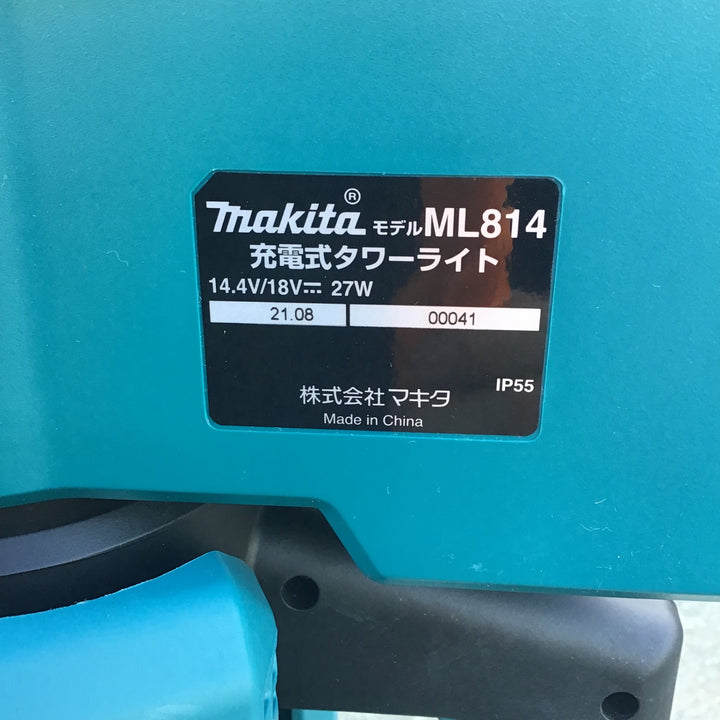 makita® モデルML814
充電式タワーライト
14.4V/18V⎓ 27W
21.08 00041
IP55
株式会社マキタ
Made in China